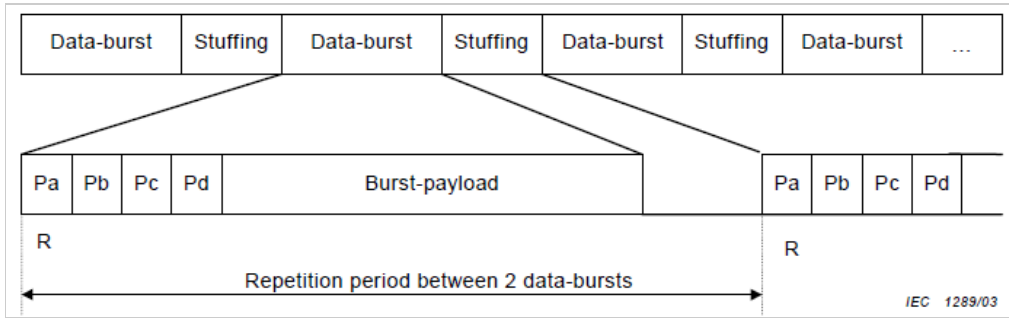 Data-burst Stuffing Data-burst Stuffing Data-burst Stuffing Data-burst ...
Pa Pb Pc Pd Burst-payload Pa Pb Pc Pd
R R
Repetition period between 2 data-bursts
IEC 1289/03